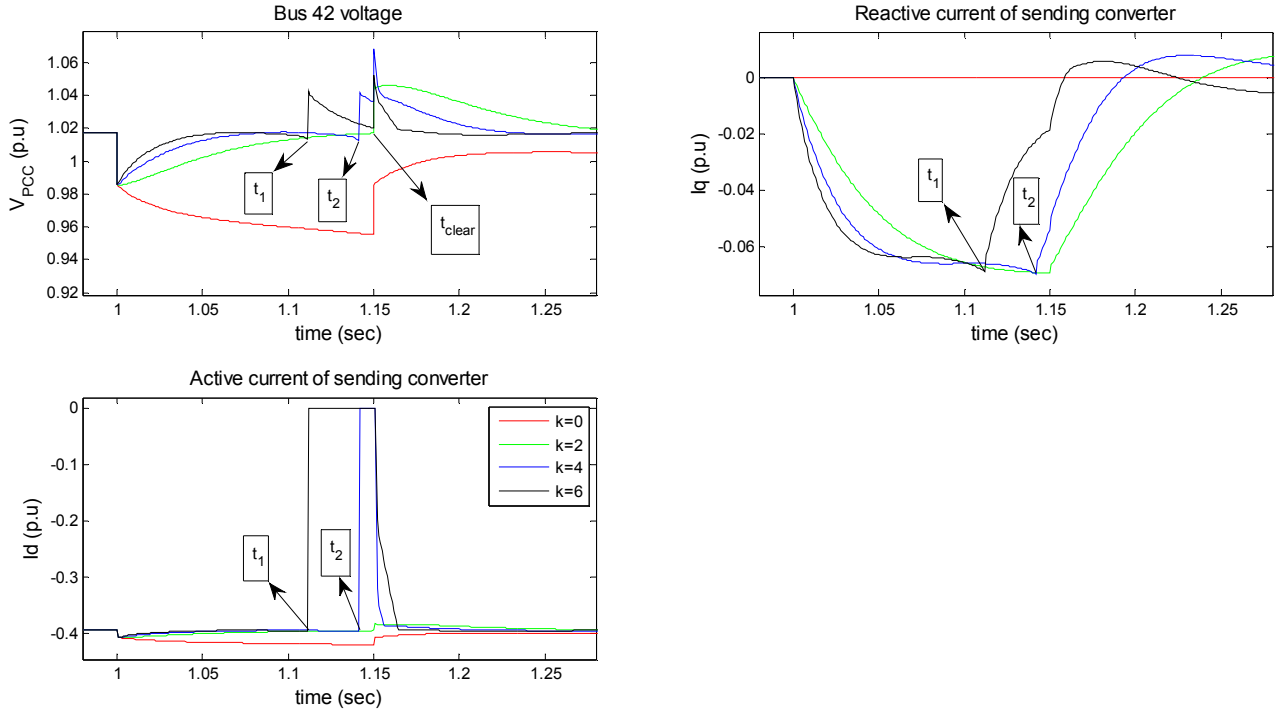 Bus 42 voltage
V_PCC (p.u)
1.06
1.04
1.02
1
0.98
0.96
0.94
0.92
t_1
t_2
t_clear
1
1.05
1.1
1.15
1.2
1.25
time (sec)
Reactive current of sending converter
Iq (p.u)
0
-0.02
-0.04
-0.06
t_1
t_2
1
1.05
1.1
1.15
1.2
1.25
time (sec)
Active current of sending converter
Id (p.u)
0
-0.1
-0.2
-0.3
-0.4
t_1
t_2
k=0
k=2
k=4
k=6
1
1.05
1.1
1.15
1.2
1.25
time (sec)